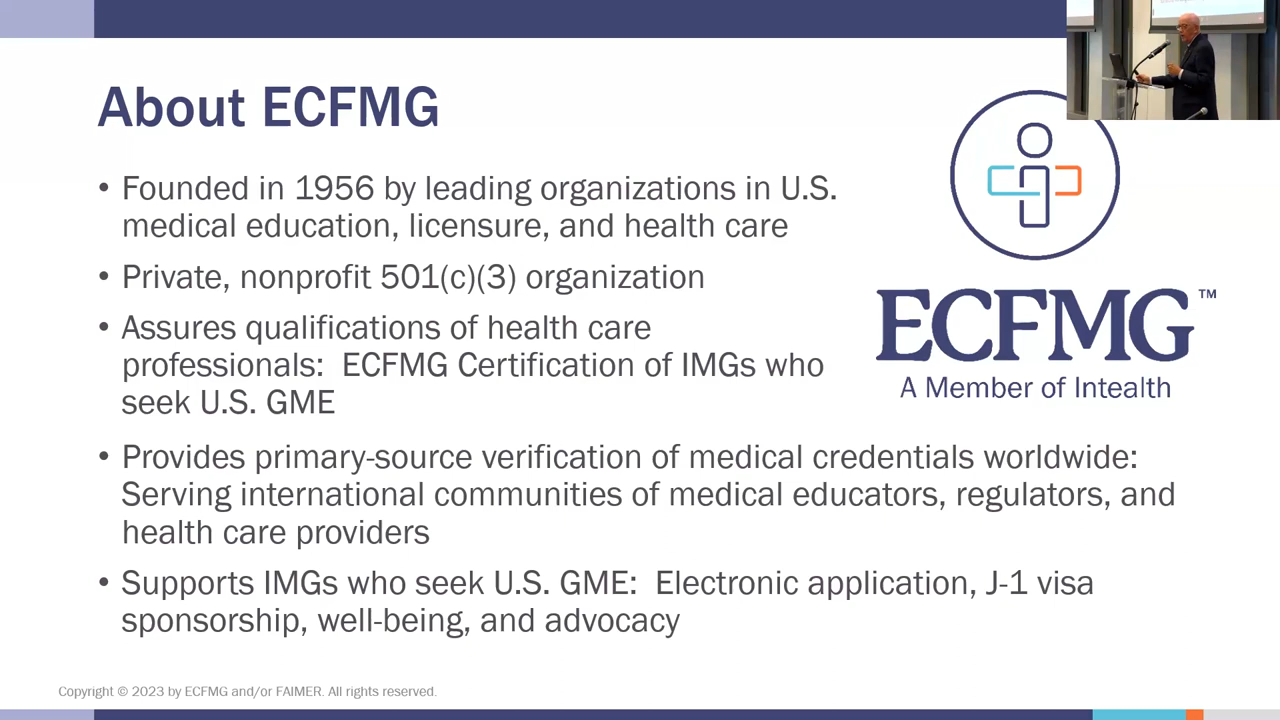 About ECFMG
• Founded in 1956 by leading organizations in U.S.
medical education, licensure, and health care
• Private, nonprofit 501(c)(3) organization
• Assures qualifications of health care
professionals:  ECFMG Certification of IMGs who
seek U.S. GME
• Provides primary-source verification of medical credentials worldwide:
Serving international communities of medical educators, regulators, and
health care providers
• Supports IMGs who seek U.S. GME:  Electronic application, J-1 visa
sponsorship, well-being, and advocacy
ECFMG™
A Member of Intealth
Copyright © 2023 by ECFMG and/or FAIMER. All rights reserved.